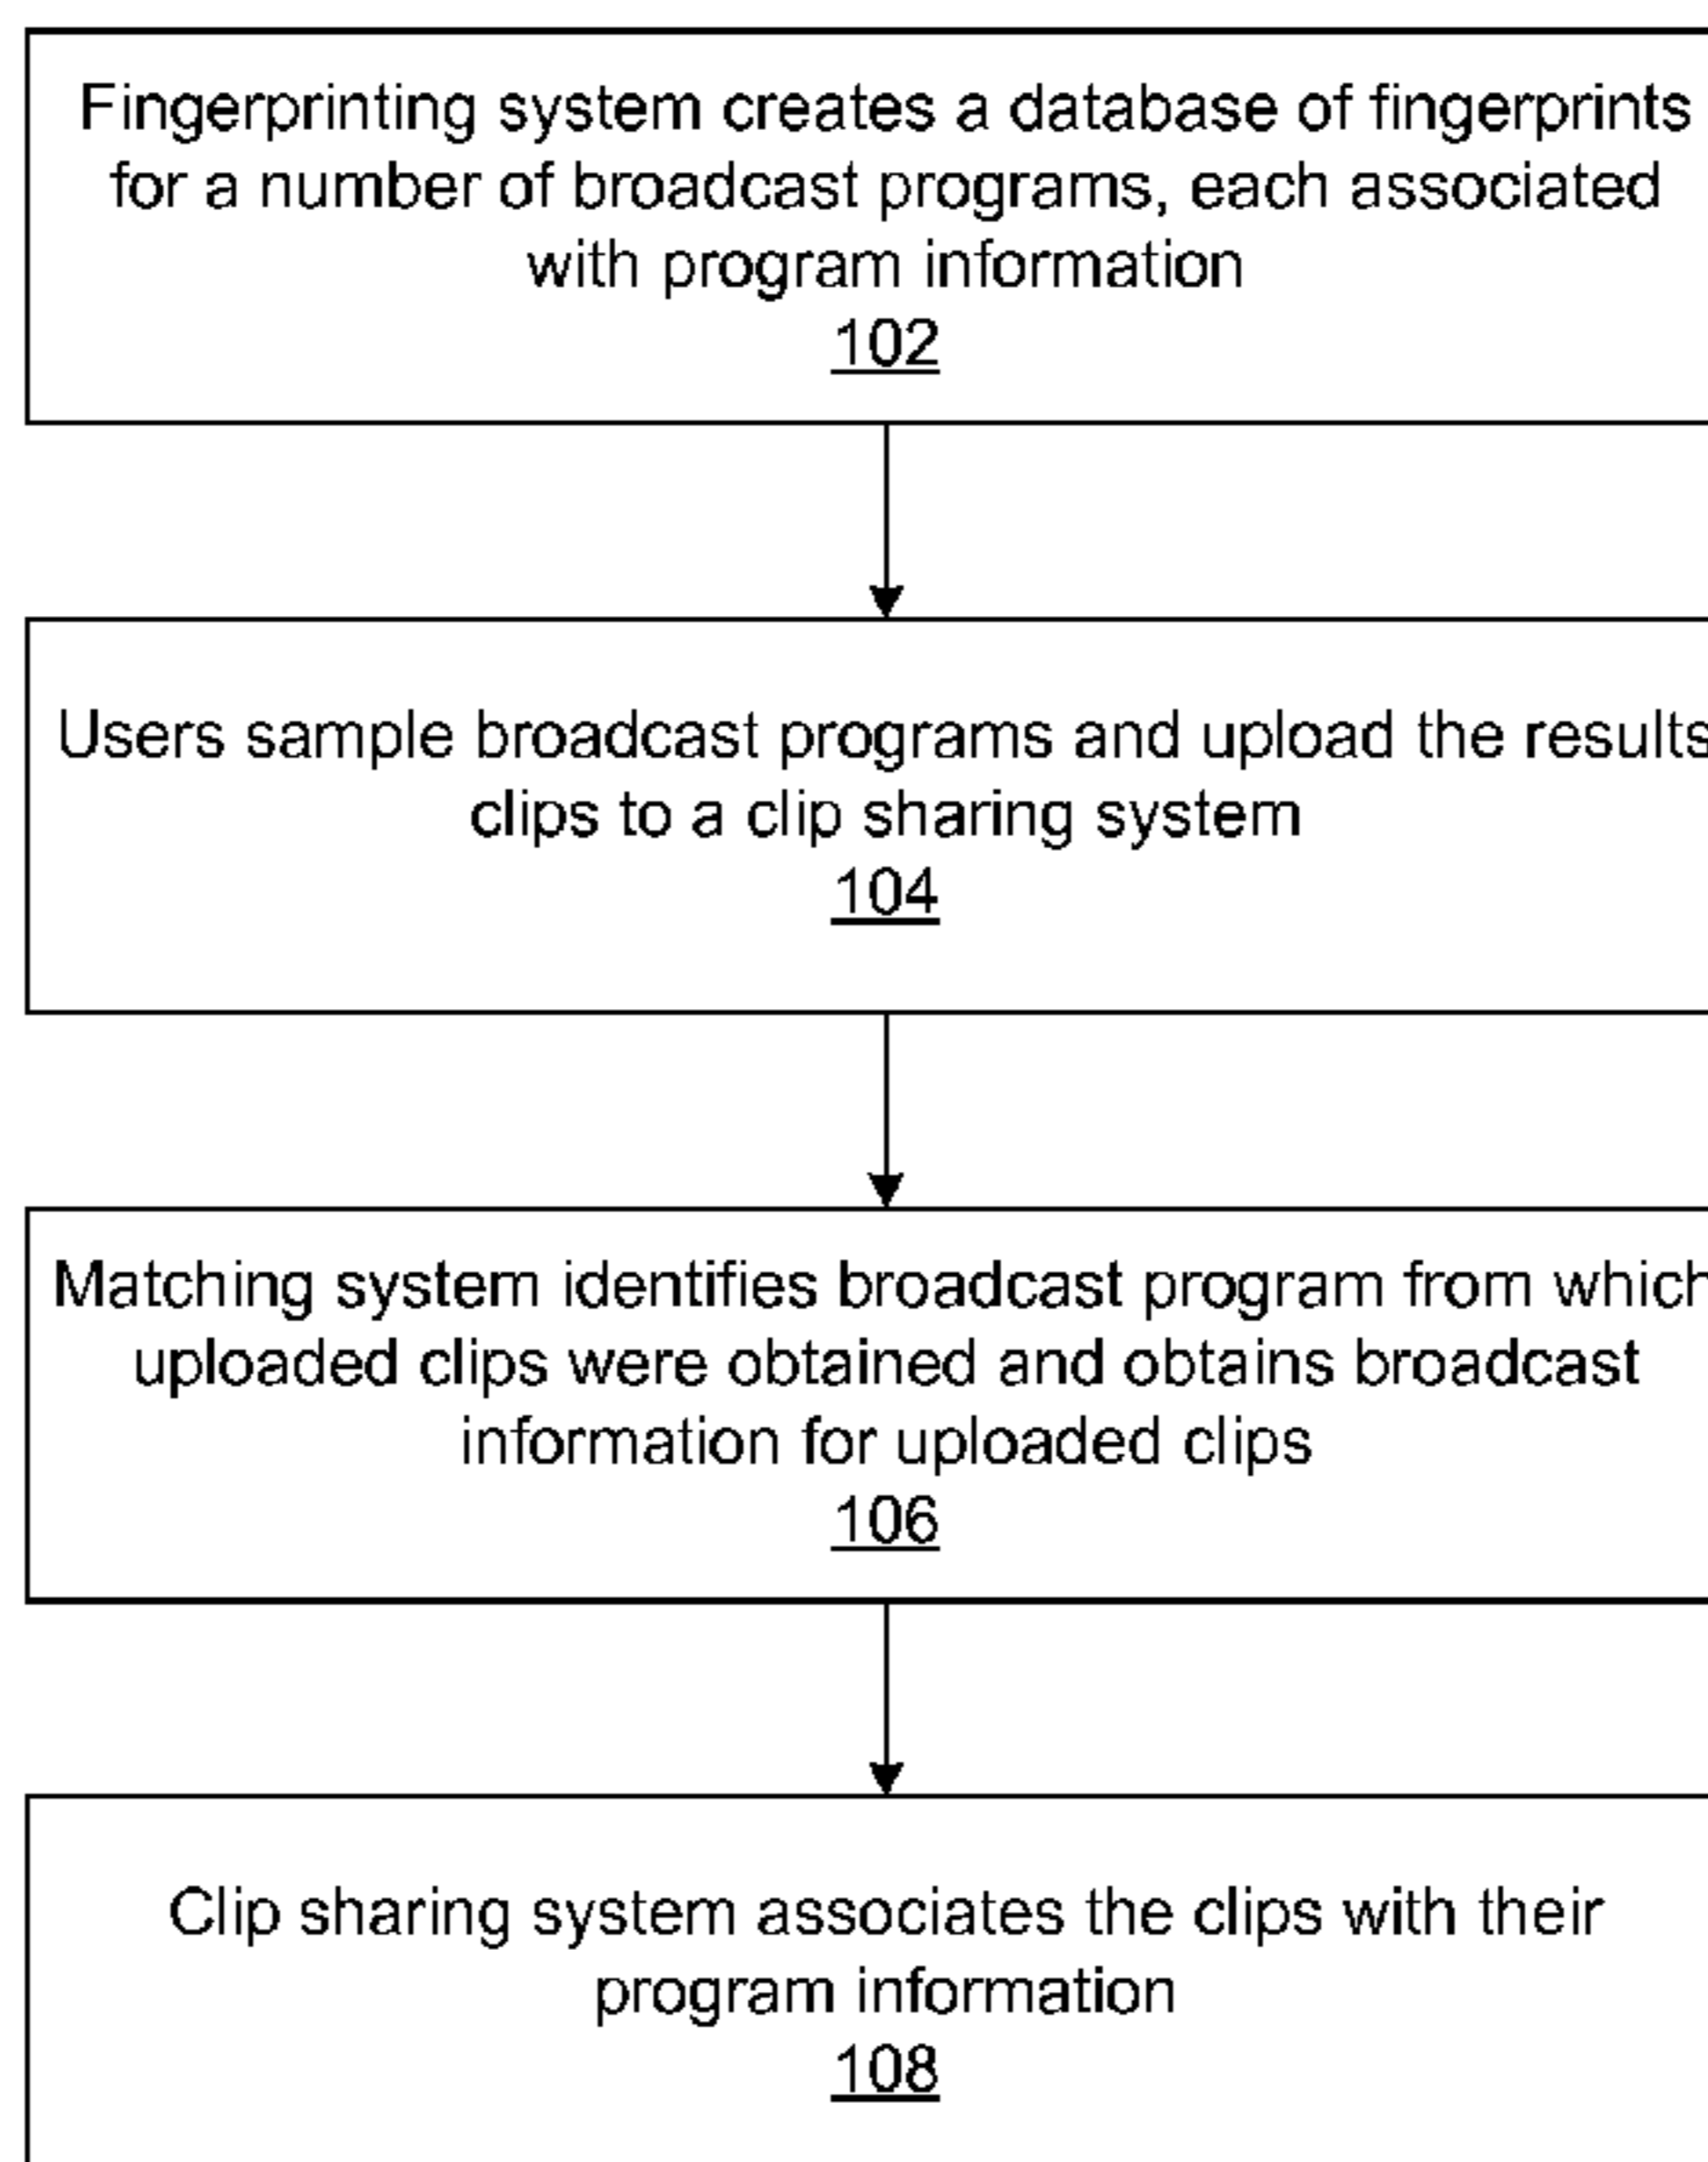 Fingerprinting system creates a database of fingerprints
for a number of broadcast programs, each associated
with program information
102
Users sample broadcast programs and upload the results
clips to a clip sharing system
104
Matching system identifies broadcast program from which
uploaded clips were obtained and obtains broadcast
information for uploaded clips
106
Clip sharing system associates the clips with their
program information
108